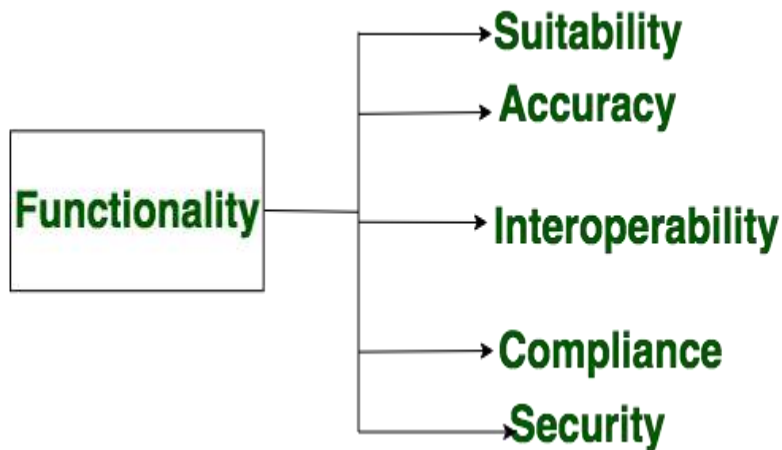 Suitability
Accuracy
Functionality
Interoperability
Compliance
Security